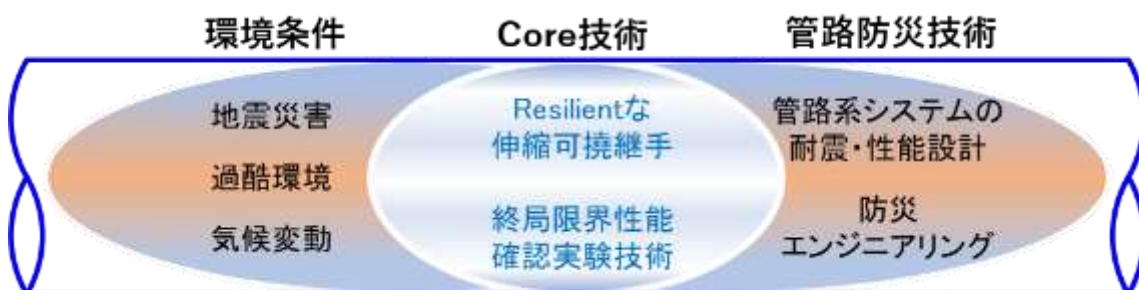 環境条件
Core技術
管路防災技術
地震災害
過酷環境
気候変動
Resilientな
伸縮可撓継手
終局限界性能
確認実験技術
管路系システムの
耐震・性能設計
防災
エンジニアリング